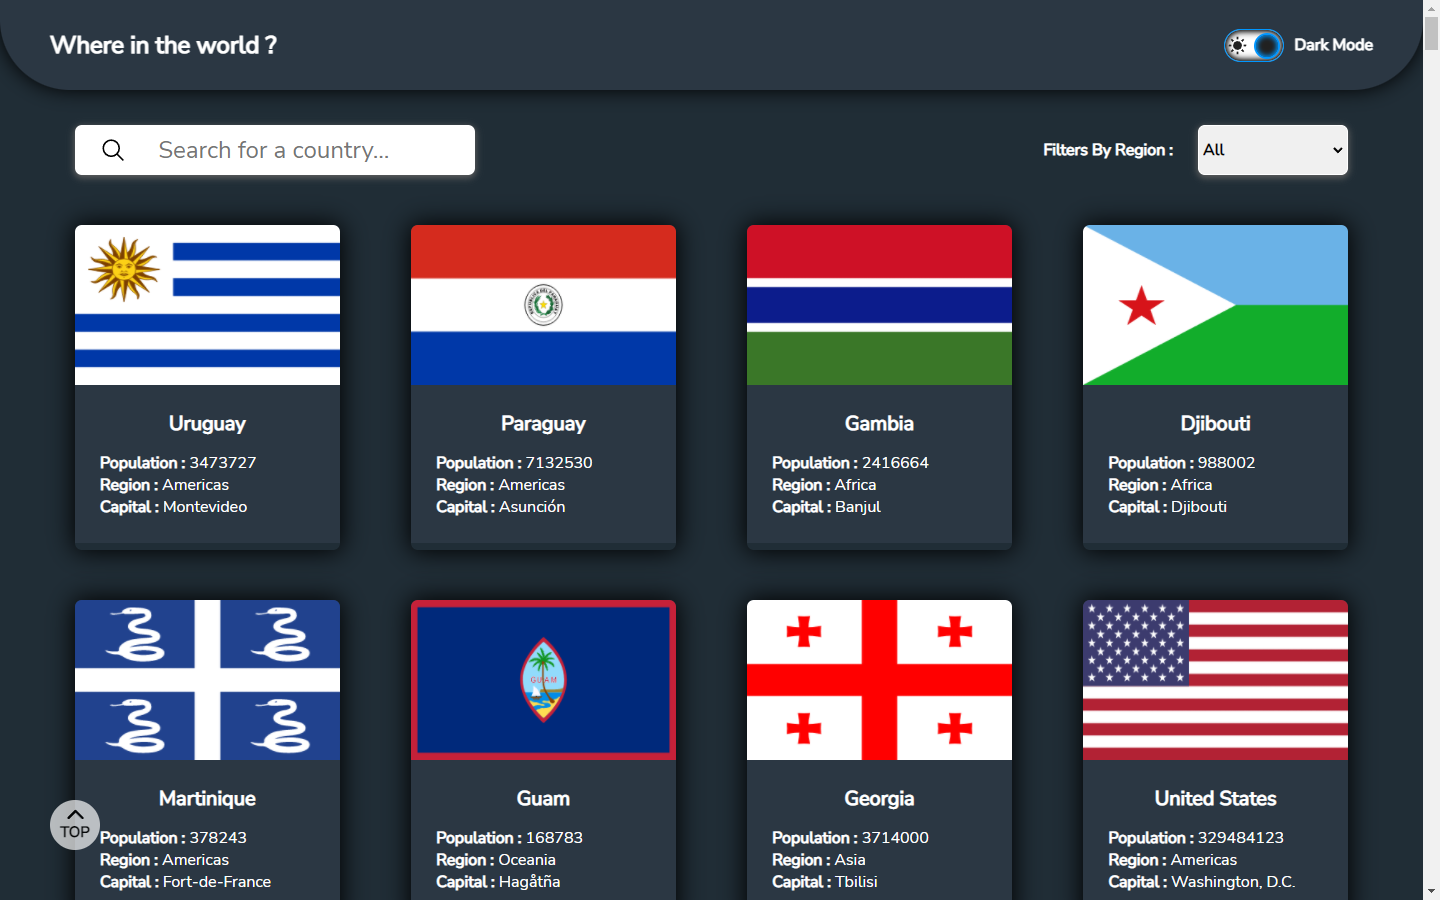 Where in the world ?
Dark Mode
Search for a country...
Filters By Region :
All
Uruguay
Population : 3473727
Region : Americas
Capital : Montevideo
Paraguay
Population : 7132530
Region : Americas
Capital : Asunción
Gambia
Population : 2416664
Region : Africa
Capital : Banjul
Djibouti
Population : 988002
Region : Africa
Capital : Djibouti
Martinique
Population : 378243
Region : Americas
Capital : Fort-de-France
GUAM
Guam
Population : 168783
Region : Oceania
Capital : Hagåtña
Georgia
Population : 3714000
Region : Asia
Capital : Tbilisi
United States
Population : 329484123
Region : Americas
Capital : Washington, D.C.
TOP